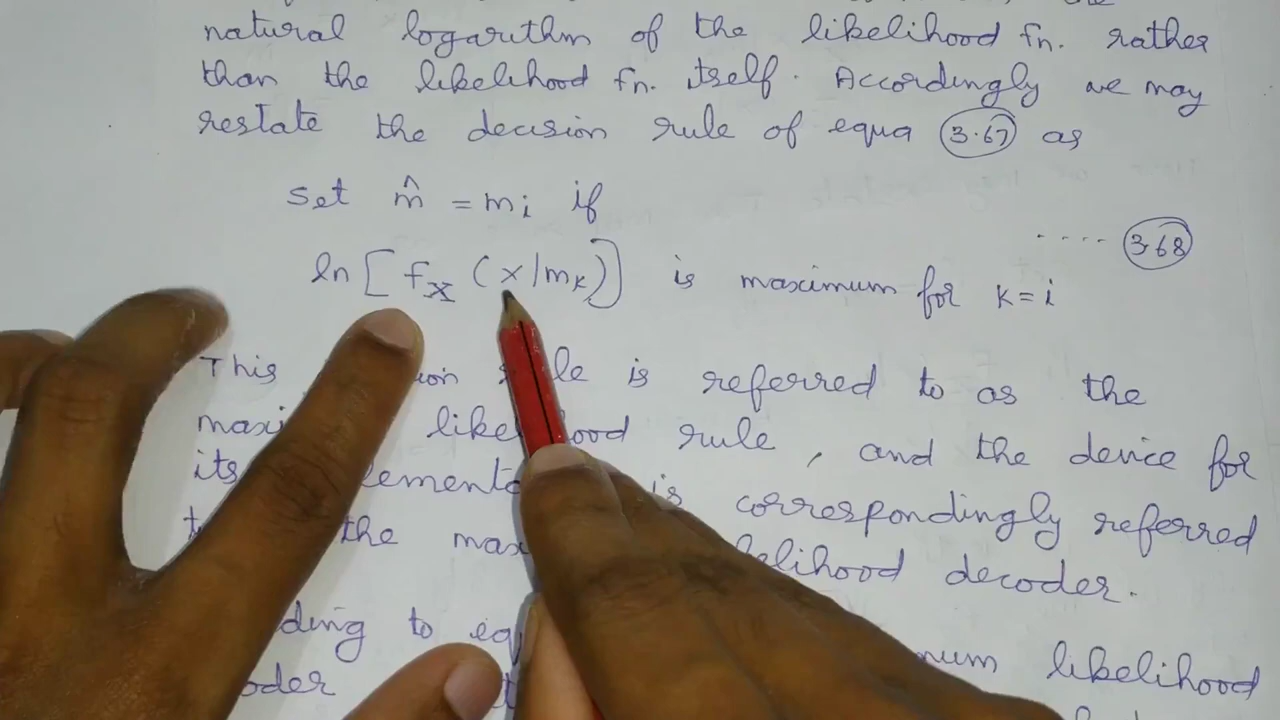 natural logarithm of the likelihood fn. rather
than the likelihood fn. itself. Accordingly we may
restate the decision rule of equa (3.67) as
Set m̂ = mi if
.... (3.68)
ln [ fX (x|mk) ] is maximum for k = i
This rule is referred to as the
likelihood rule, and the device for
its is correspondingly referred
the decoder.
to likelihood